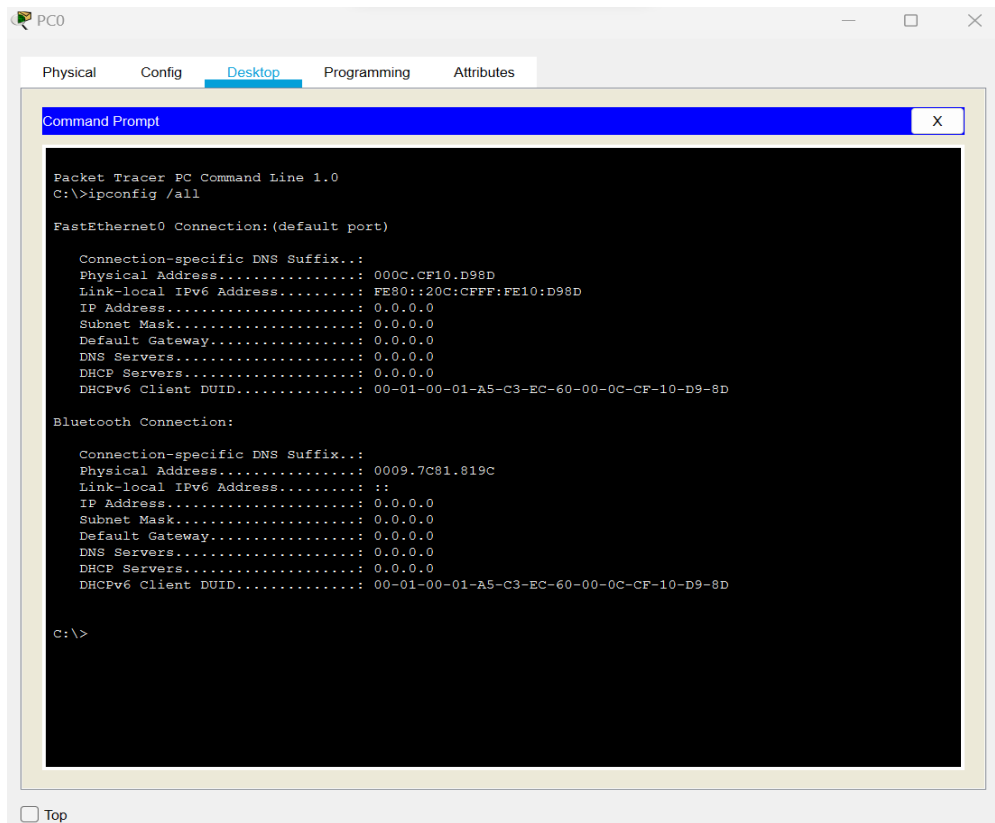 PC0
Physical Config Desktop Programming Attributes
Command Prompt
X
Packet Tracer PC Command Line 1.0
C:\>ipconfig /all
FastEthernet0 Connection:(default port)
Connection-specific DNS Suffix..:
Physical Address................: 000C.CF10.D98D
Link-local IPv6 Address.........: FE80::20C:CFFF:FE10:D98D
IP Address......................: 0.0.0.0
Subnet Mask.....................: 0.0.0.0
Default Gateway.................: 0.0.0.0
DNS Servers.....................: 0.0.0.0
DHCP Servers....................: 0.0.0.0
DHCPv6 Client DUID..............: 00-01-00-01-A5-C3-EC-60-00-0C-CF-10-D9-8D
Bluetooth Connection:
Connection-specific DNS Suffix..:
Physical Address................: 0009.7C81.819C
Link-local IPv6 Address.........: ::
IP Address......................: 0.0.0.0
Subnet Mask.....................: 0.0.0.0
Default Gateway.................: 0.0.0.0
DNS Servers.....................: 0.0.0.0
DHCP Servers....................: 0.0.0.0
DHCPv6 Client DUID..............: 00-01-00-01-A5-C3-EC-60-00-0C-CF-10-D9-8D
C:\>
Top